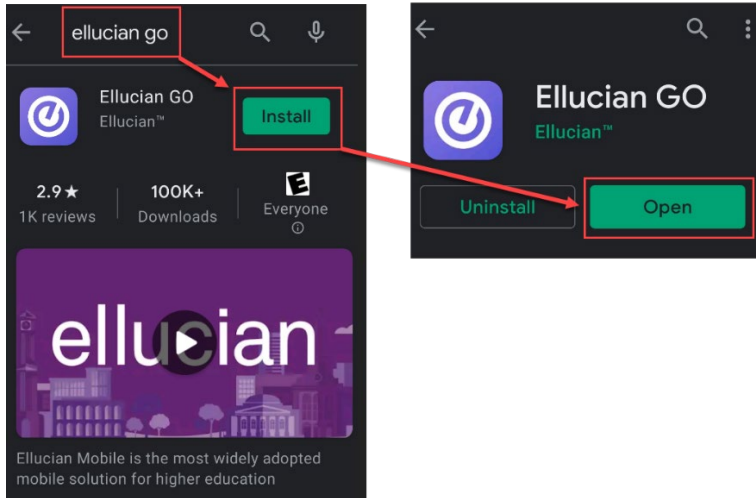 ellucian go
Ellucian GO
Ellucian™
Install
2.9★
1K reviews
100K+
Downloads
E
Everyone
ellucian
Ellucian Mobile is the most widely adopted
mobile solution for higher education
Ellucian GO
Ellucian™
Uninstall
Open